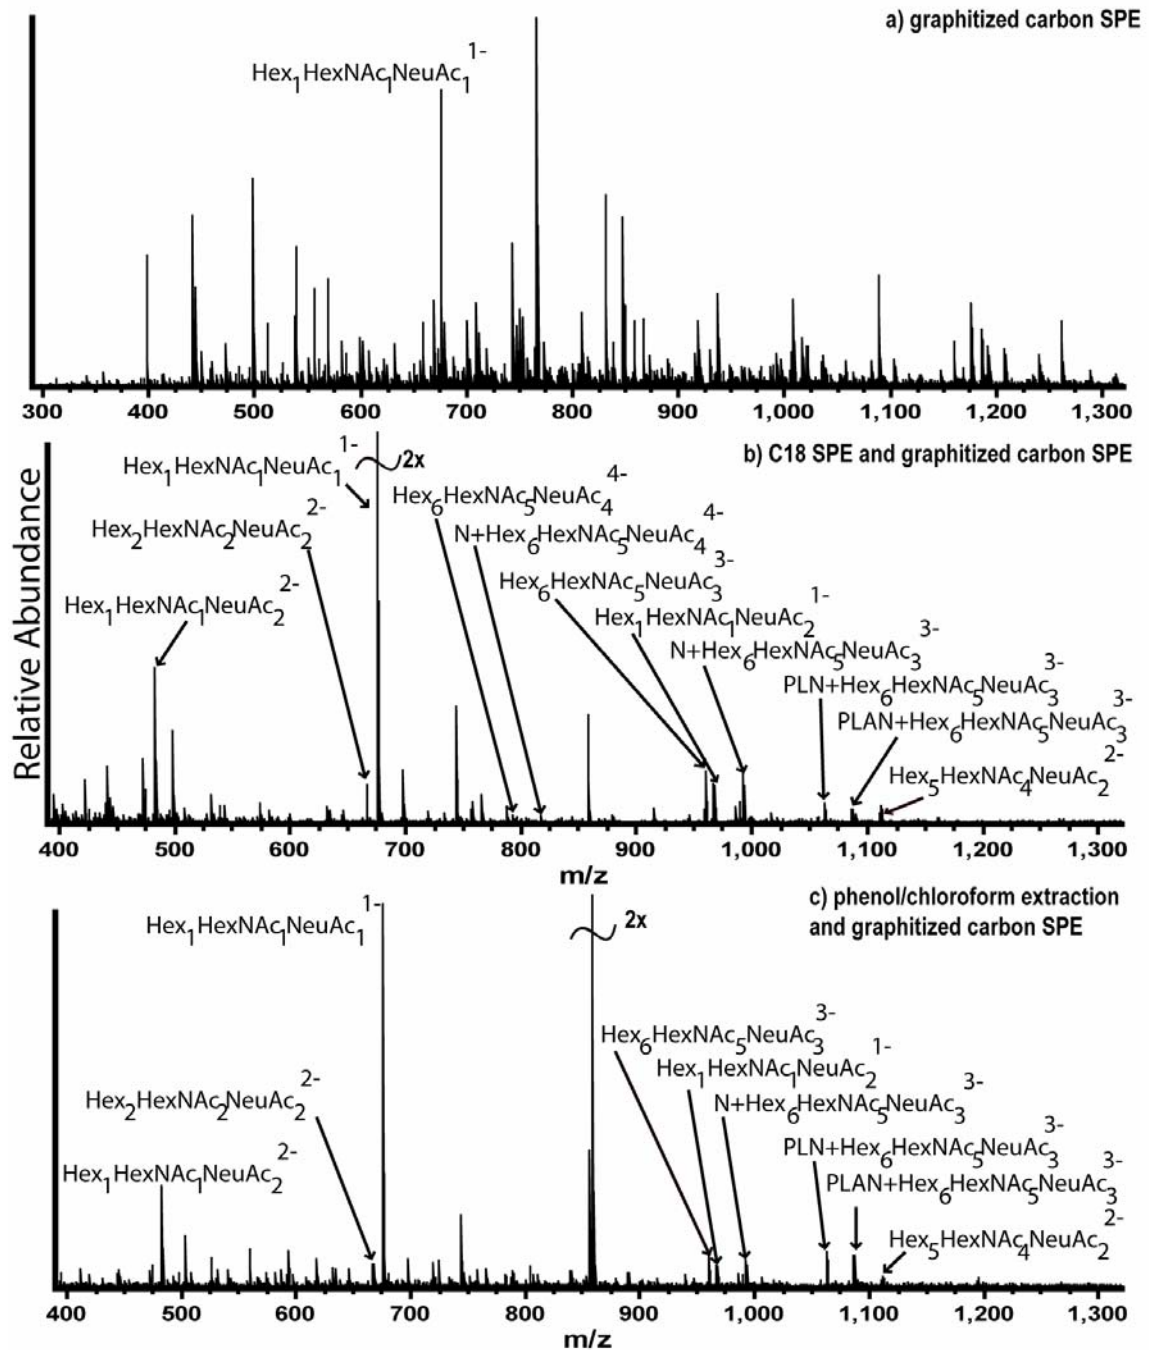 a) graphitized carbon SPE
Hex1HexNAc1NeuAc1 1-
300 400 500 600 700 800 900 1,000 1,100 1,200 1,300
b) C18 SPE and graphitized carbon SPE
Hex1HexNAc1NeuAc1 1-
2x
Hex6HexNAc5NeuAc4 4-
Hex2HexNAc2NeuAc2 2-
N+Hex6HexNAc5NeuAc4 4-
Hex6HexNAc5NeuAc3 3-
Hex1HexNAc1NeuAc2 2-
Hex1HexNAc1NeuAc2 1-
N+Hex6HexNAc5NeuAc3 3-
PLN+Hex6HexNAc5NeuAc3 3-
PLAN+Hex6HexNAc5NeuAc3 3-
Hex5HexNAc4NeuAc2 2-
Relative Abundance
400 500 600 700 800 900 1,000 1,100 1,200 1,300
m/z
c) phenol/chloroform extraction
and graphitized carbon SPE
Hex1HexNAc1NeuAc1 1-
2x
Hex6HexNAc5NeuAc3 3-
Hex1HexNAc1NeuAc2 1-
Hex2HexNAc2NeuAc2 2-
N+Hex6HexNAc5NeuAc3 3-
PLN+Hex6HexNAc5NeuAc3 3-
Hex1HexNAc1NeuAc2 2-
PLAN+Hex6HexNAc5NeuAc3 3-
Hex5HexNAc4NeuAc2 2-
400 500 600 700 800 900 1,000 1,100 1,200 1,300
m/z